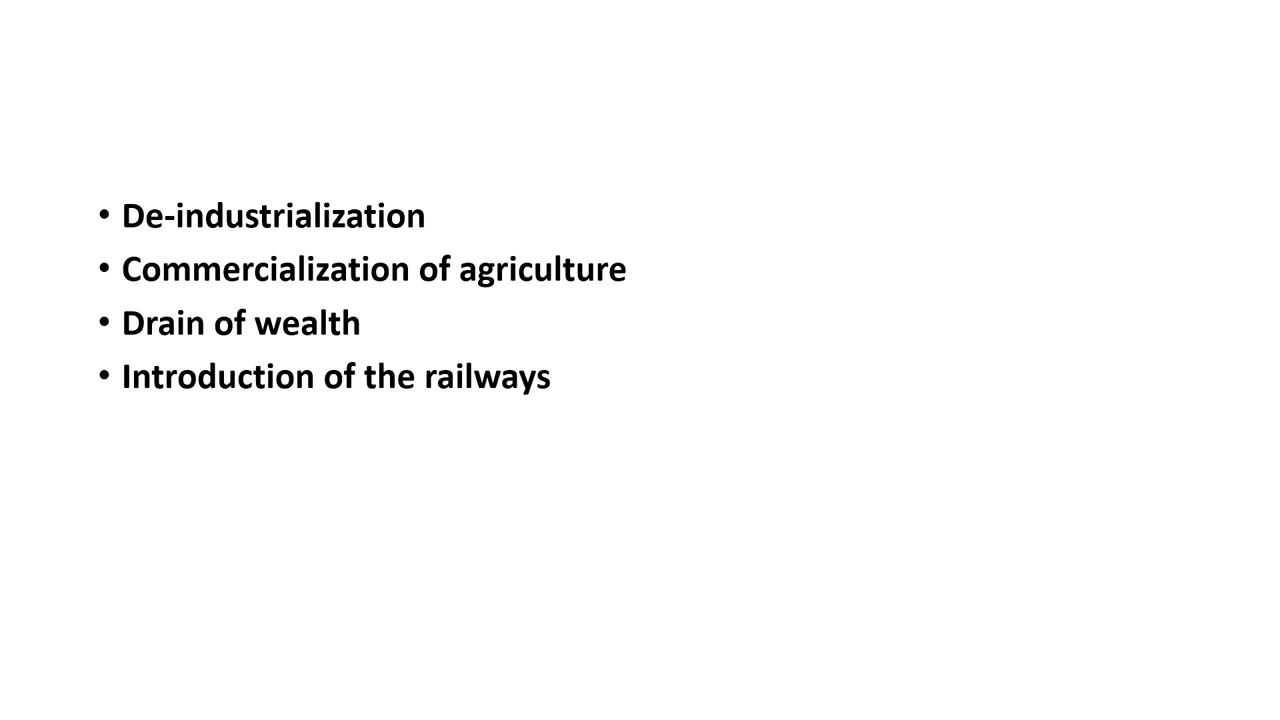 • De-industrialization
• Commercialization of agriculture
• Drain of wealth
• Introduction of the railways